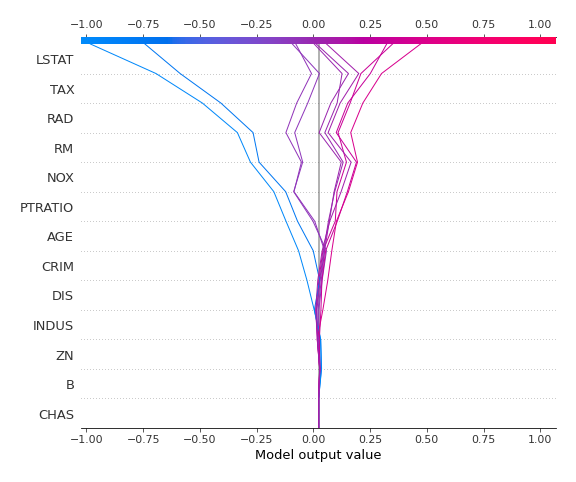 −1.00 −0.75 −0.50 −0.25 0.00 0.25 0.50 0.75 1.00
LSTAT
TAX
RAD
RM
NOX
PTRATIO
AGE
CRIM
DIS
INDUS
ZN
B
CHAS
−1.00 −0.75 −0.50 −0.25 0.00 0.25 0.50 0.75 1.00
Model output value